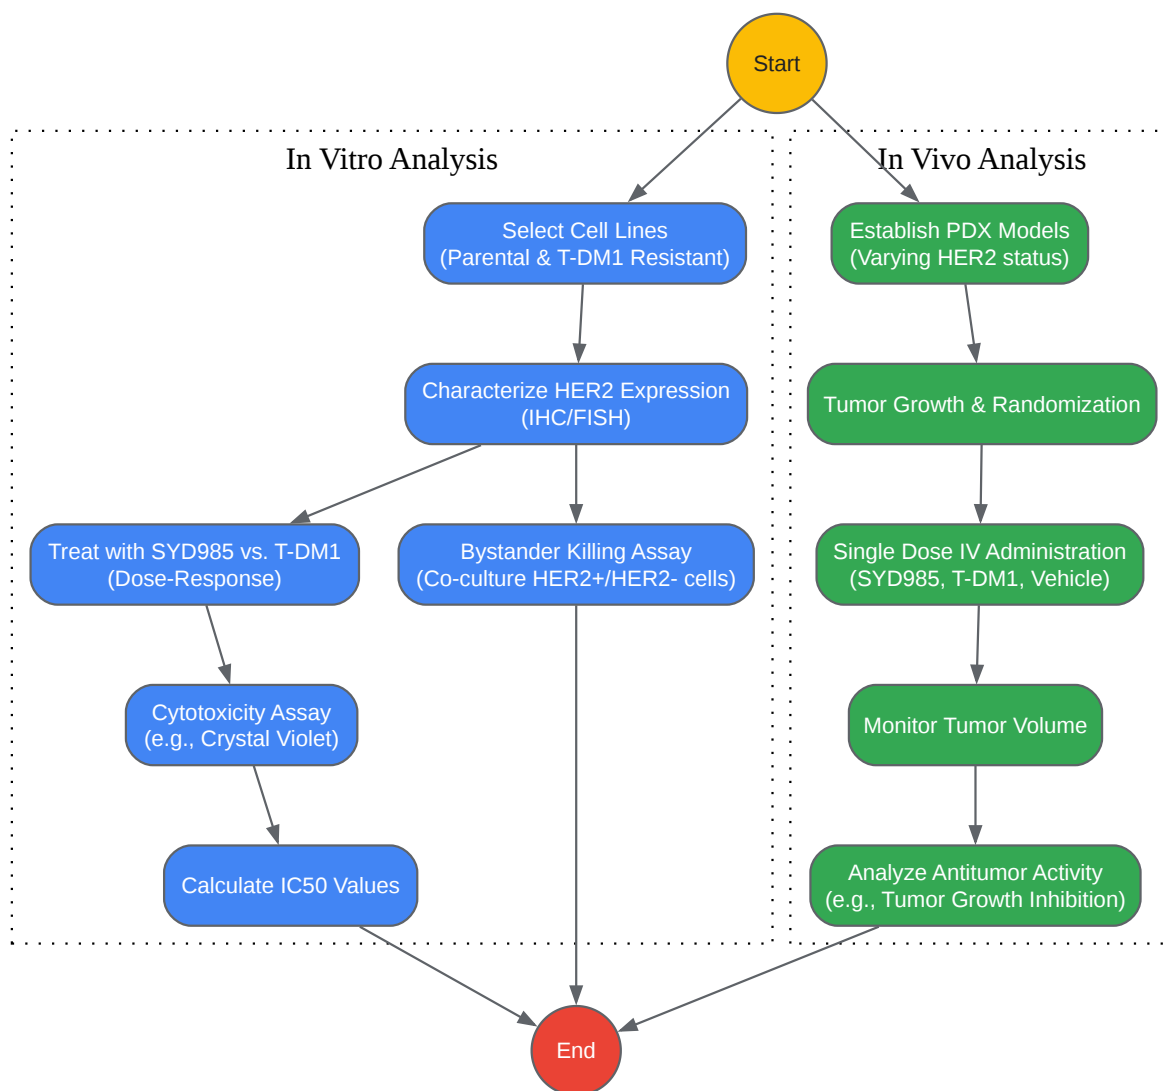 Start
In Vitro Analysis
In Vivo Analysis
Select Cell Lines
(Parental & T-DM1 Resistant)
Establish PDX Models
(Varying HER2 status)
Characterize HER2 Expression
(IHC/FISH)
Tumor Growth & Randomization
Treat with SYD985 vs. T-DM1
(Dose-Response)
Bystander Killing Assay
(Co-culture HER2+/HER2- cells)
Single Dose IV Administration
(SYD985, T-DM1, Vehicle)
Cytotoxicity Assay
(e.g., Crystal Violet)
Monitor Tumor Volume
Calculate IC50 Values
Analyze Antitumor Activity
(e.g., Tumor Growth Inhibition)
End